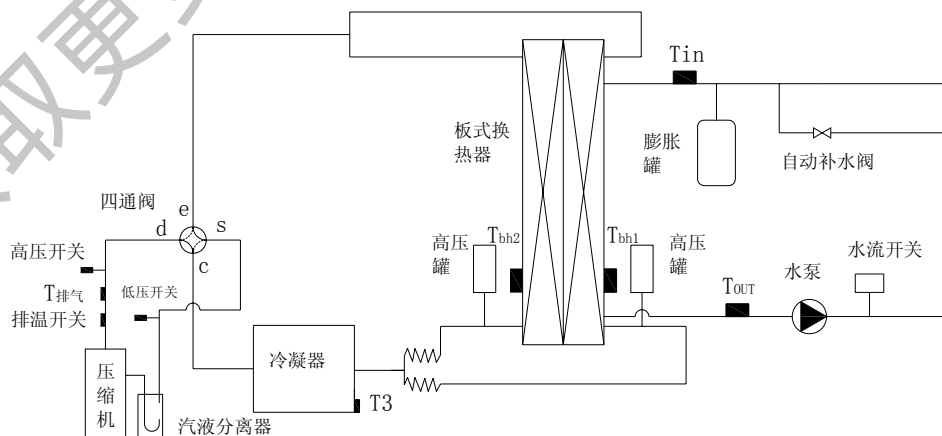 取更
Tin
板式换
热器
膨胀
罐
自动补水阀
四通阀
e
d
s
c
高压开关
T排气
排温开关
低压开关
高压
罐
Tbh2
Tbh1
高压
罐
水流开关
水泵
TOUT
冷凝器
T3
压
缩
机
汽液分离器